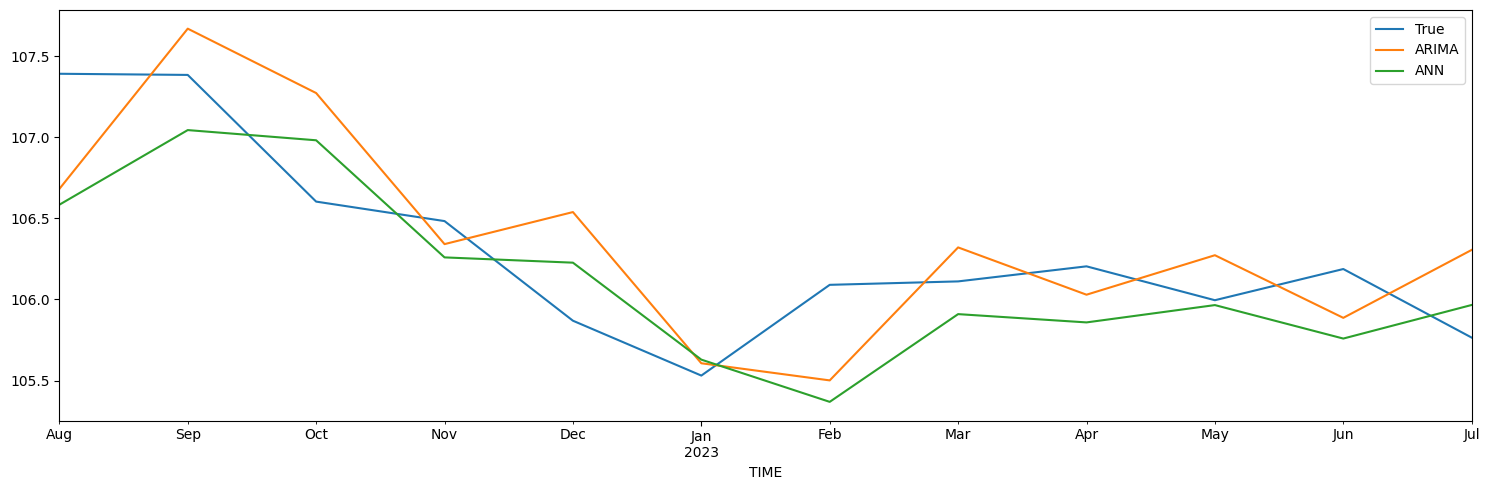 True
ARIMA
ANN
107.5
107.0
106.5
106.0
105.5
Aug Sep Oct Nov Dec Jan Feb Mar Apr May Jun Jul
2023
TIME